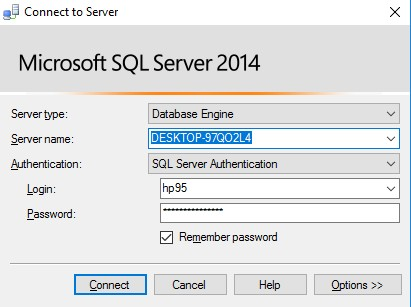 Connect to Server
Microsoft SQL Server 2014
Server type: Database Engine
Server name: DESKTOP-97QO2L4
Authentication: SQL Server Authentication
Login: hp95
Password: ***************
Remember password
Connect Cancel Help Options >>